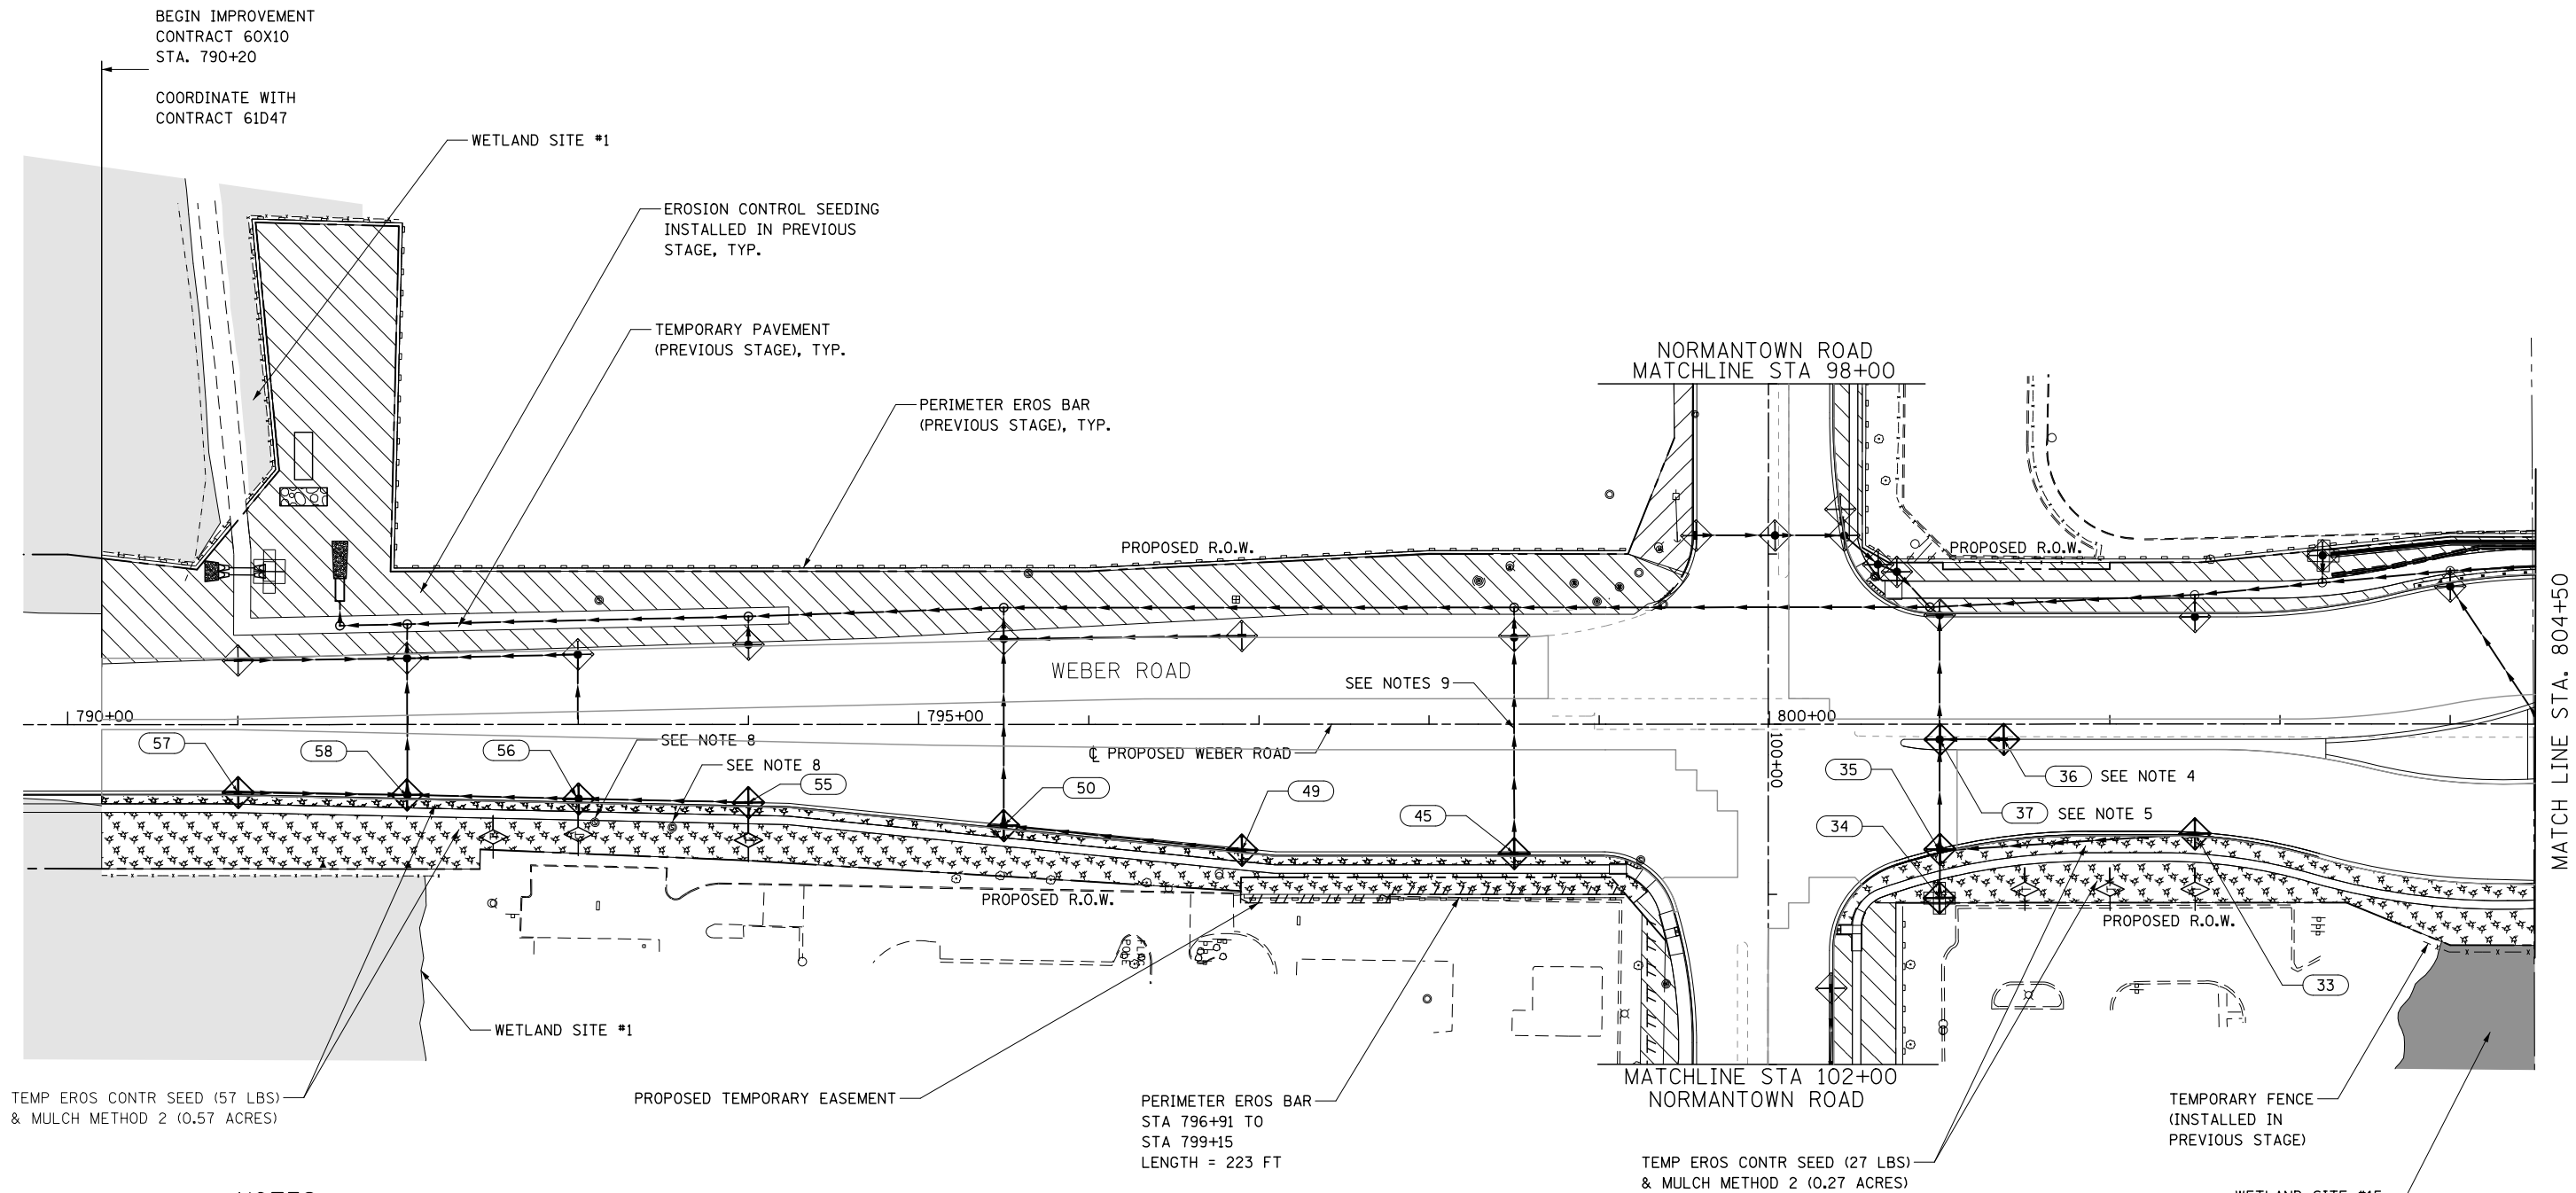 BEGIN IMPROVEMENT
CONTRACT 60X10
STA. 790+20
COORDINATE WITH
CONTRACT 61D47
WETLAND SITE #1
EROSION CONTROL SEEDING
INSTALLED IN PREVIOUS
STAGE, TYP.
TEMPORARY PAVEMENT
(PREVIOUS STAGE), TYP.
PERIMETER EROS BAR
(PREVIOUS STAGE), TYP.
NORMANTOWN ROAD
MATCHLINE STA 98+00
PROPOSED R.O.W.
PROPOSED R.O.W.
WEBER ROAD
SEE NOTES 9
790+00
795+00
800+00
100+00
℄ PROPOSED WEBER ROAD
MATCH LINE STA. 804+50
57
58
56
SEE NOTE 8
SEE NOTE 8
55
50
49
45
35
34
36
SEE NOTE 4
37
SEE NOTE 5
33
PROPOSED R.O.W.
PROPOSED R.O.W.
WETLAND SITE #1
TEMP EROS CONTR SEED (57 LBS)
& MULCH METHOD 2 (0.57 ACRES)
PROPOSED TEMPORARY EASEMENT
PERIMETER EROS BAR
STA 796+91 TO
STA 799+15
LENGTH = 223 FT
MATCHLINE STA 102+00
NORMANTOWN ROAD
TEMP EROS CONTR SEED (27 LBS)
& MULCH METHOD 2 (0.27 ACRES)
TEMPORARY FENCE
(INSTALLED IN
PREVIOUS STAGE)